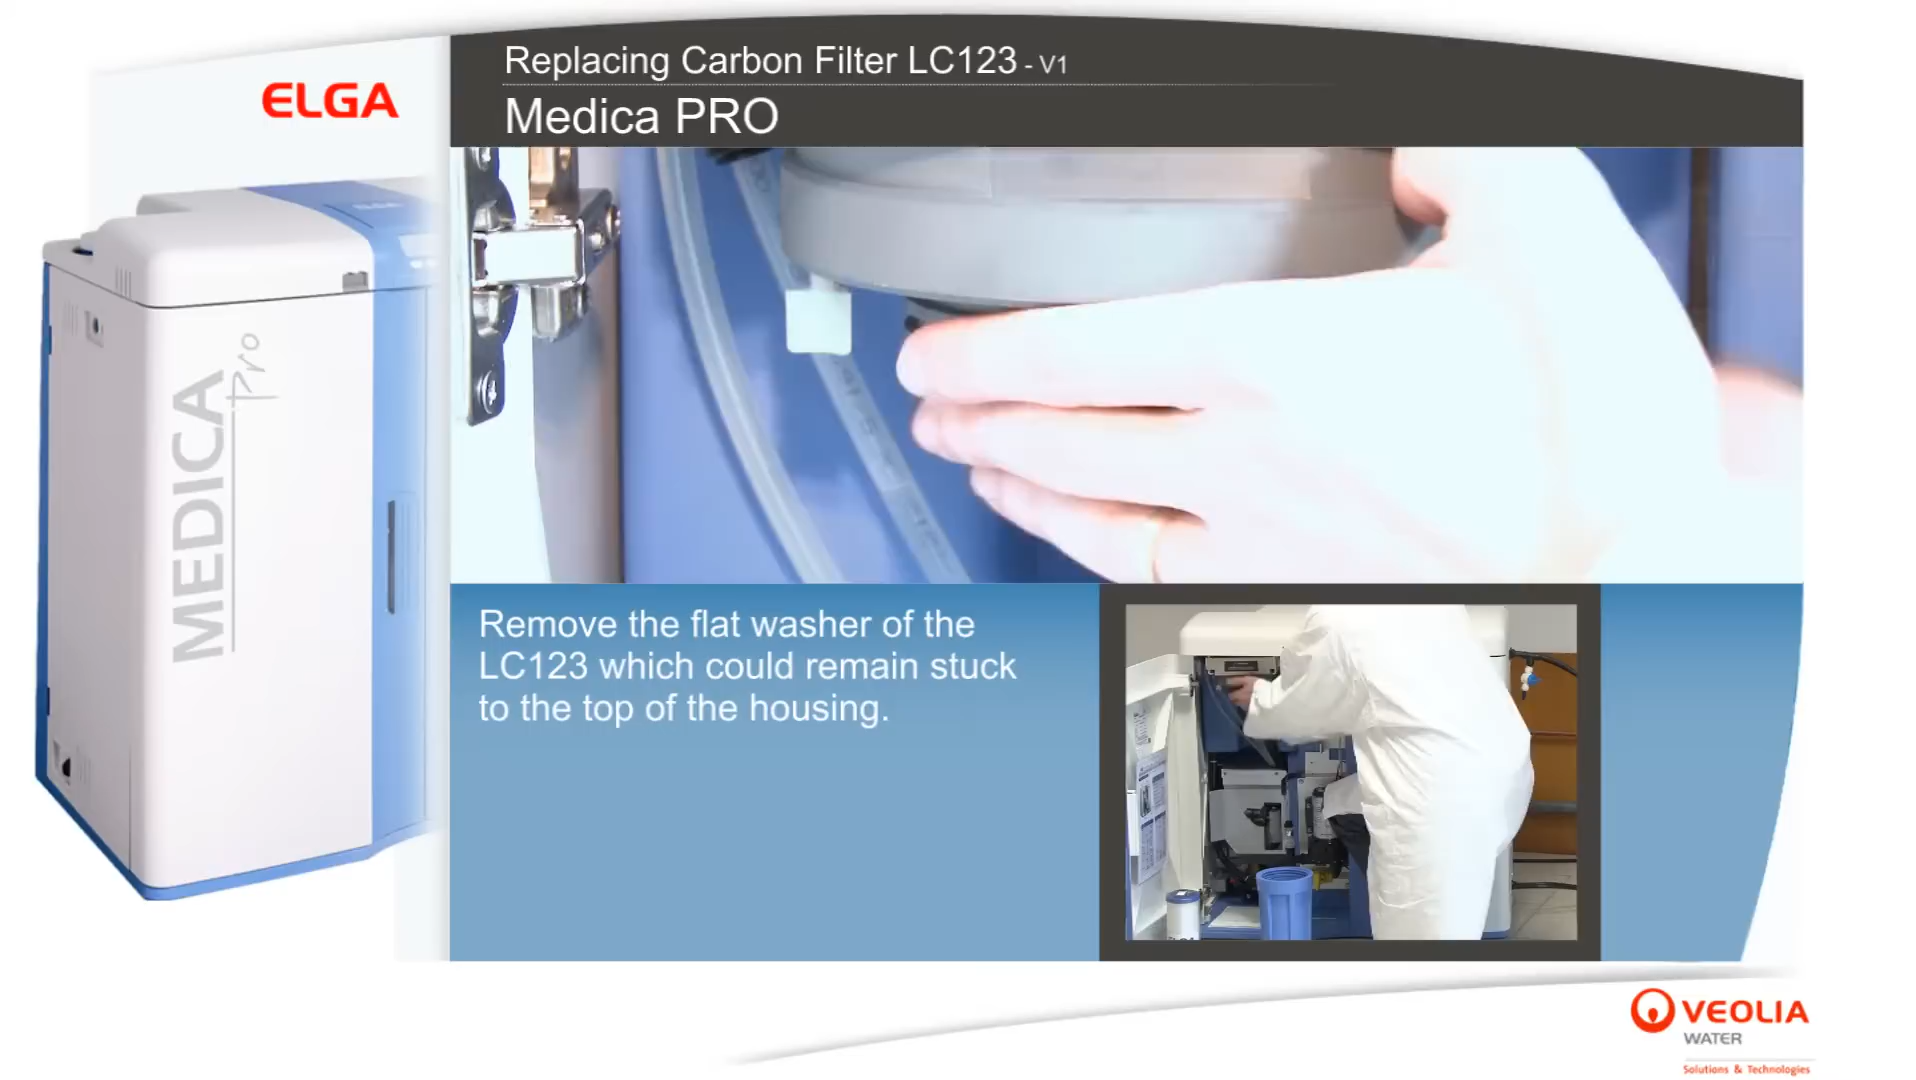 ELGA
Replacing Carbon Filter LC123 - V1
Medica PRO
MEDICA
Pro
Remove the flat washer of the
LC123 which could remain stuck
to the top of the housing.
VEOLIA
WATER
Solutions & Technologies